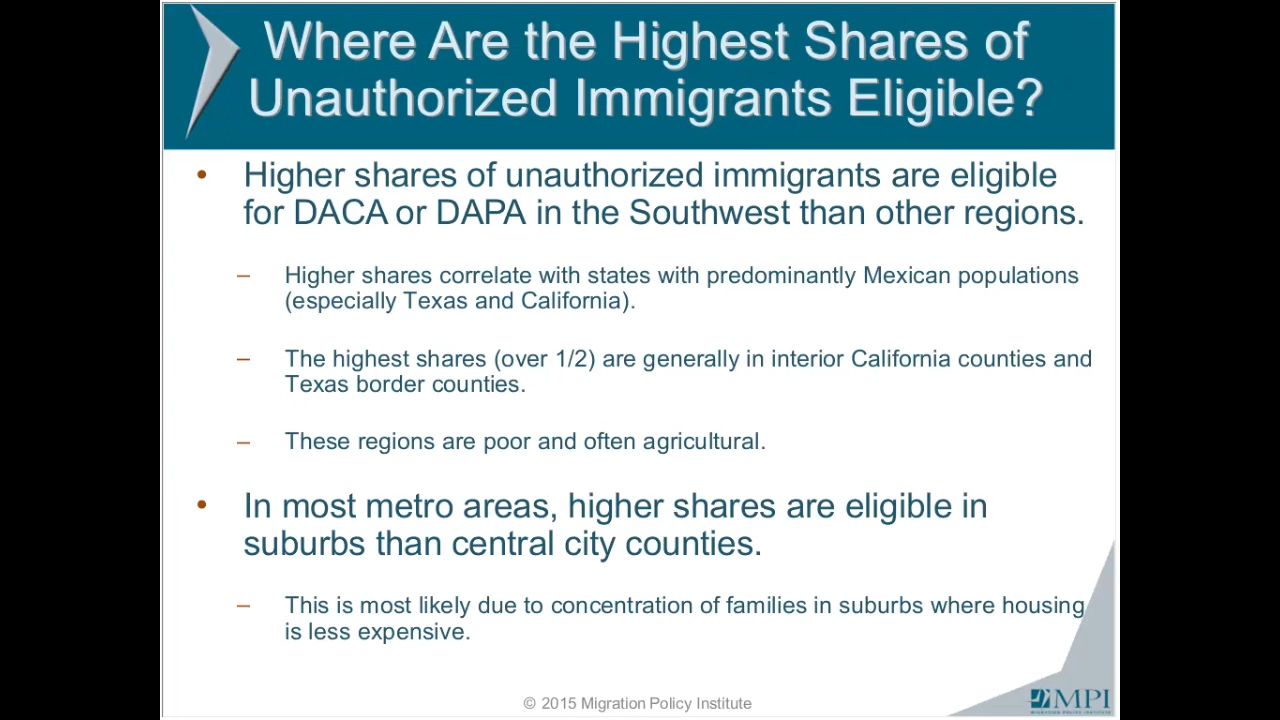 Where Are the Highest Shares of
Unauthorized Immigrants Eligible?
• Higher shares of unauthorized immigrants are eligible
for DACA or DAPA in the Southwest than other regions.
– Higher shares correlate with states with predominantly Mexican populations
(especially Texas and California).
– The highest shares (over 1/2) are generally in interior California counties and
Texas border counties.
– These regions are poor and often agricultural.
• In most metro areas, higher shares are eligible in
suburbs than central city counties.
– This is most likely due to concentration of families in suburbs where housing
is less expensive.
© 2015 Migration Policy Institute
MPI
MIGRATION POLICY INSTITUTE